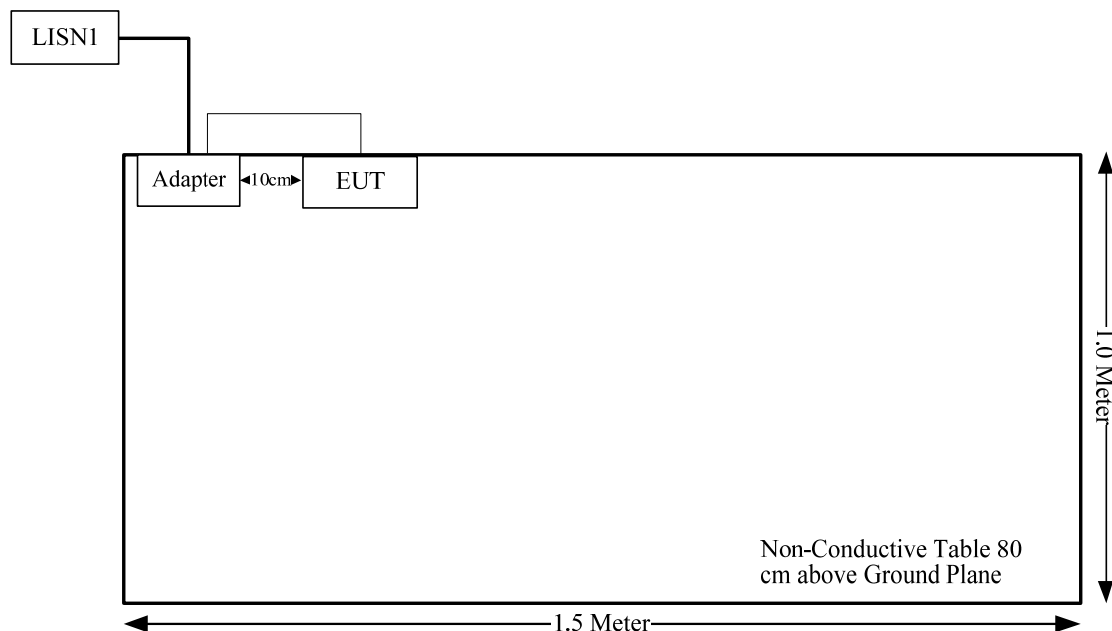 LISN1
Adapter
10cm
EUT
1.0 Meter
Non-Conductive Table 80
cm above Ground Plane
1.5 Meter